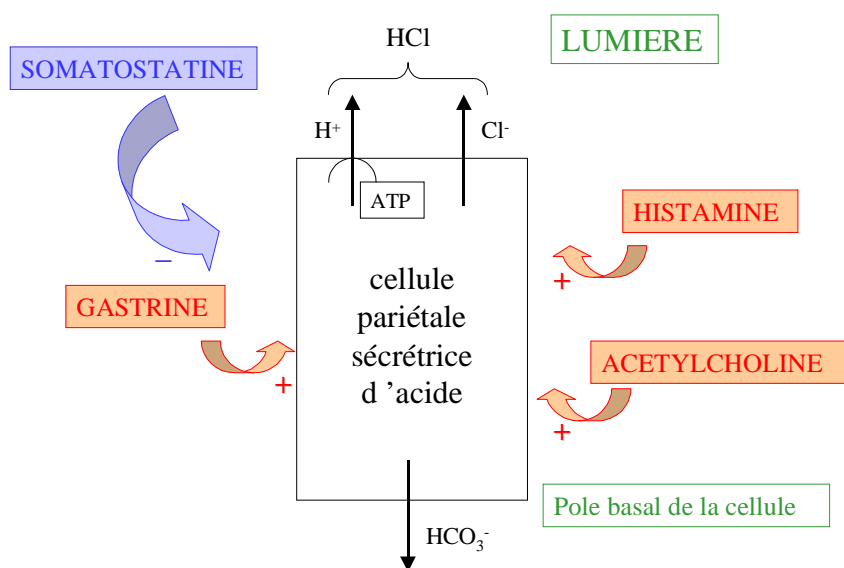 HCl
LUMIERE
SOMATOSTATINE
H⁺
Cl⁻
ATP
HISTAMINE
–
+
GASTRINE
cellule
pariétale
sécrétrice
d ’acide
+
ACETYLCHOLINE
+
Pole basal de la cellule
HCO₃⁻